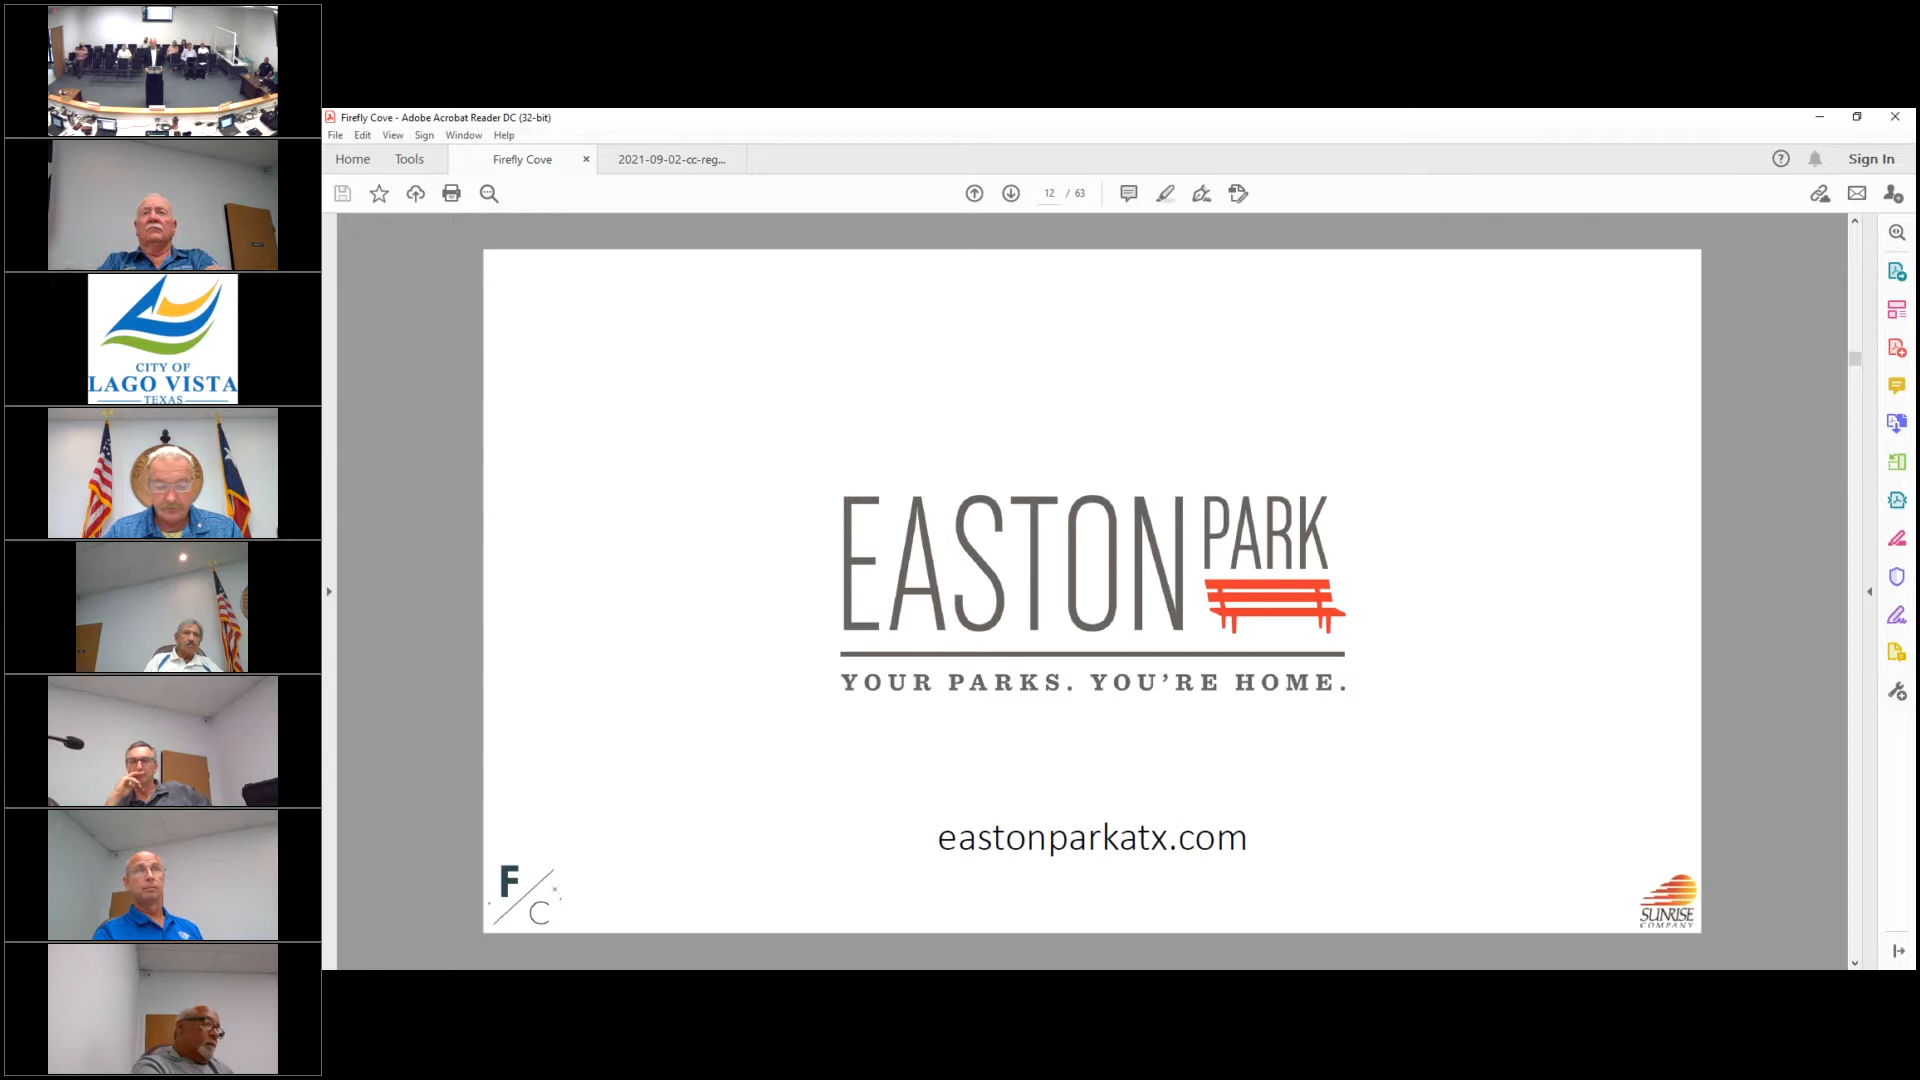 CITY OF
LAGO VISTA
TEXAS
Firefly Cove - Adobe Acrobat Reader DC (32-bit)
File Edit View Sign Window Help
Home Tools Firefly Cove × 2021-09-02-cc-reg... Sign In
12 / 63
EASTON PARK
YOUR PARKS. YOU'RE HOME.
eastonparkatx.com
F/C
SUNRISE
COMPANY